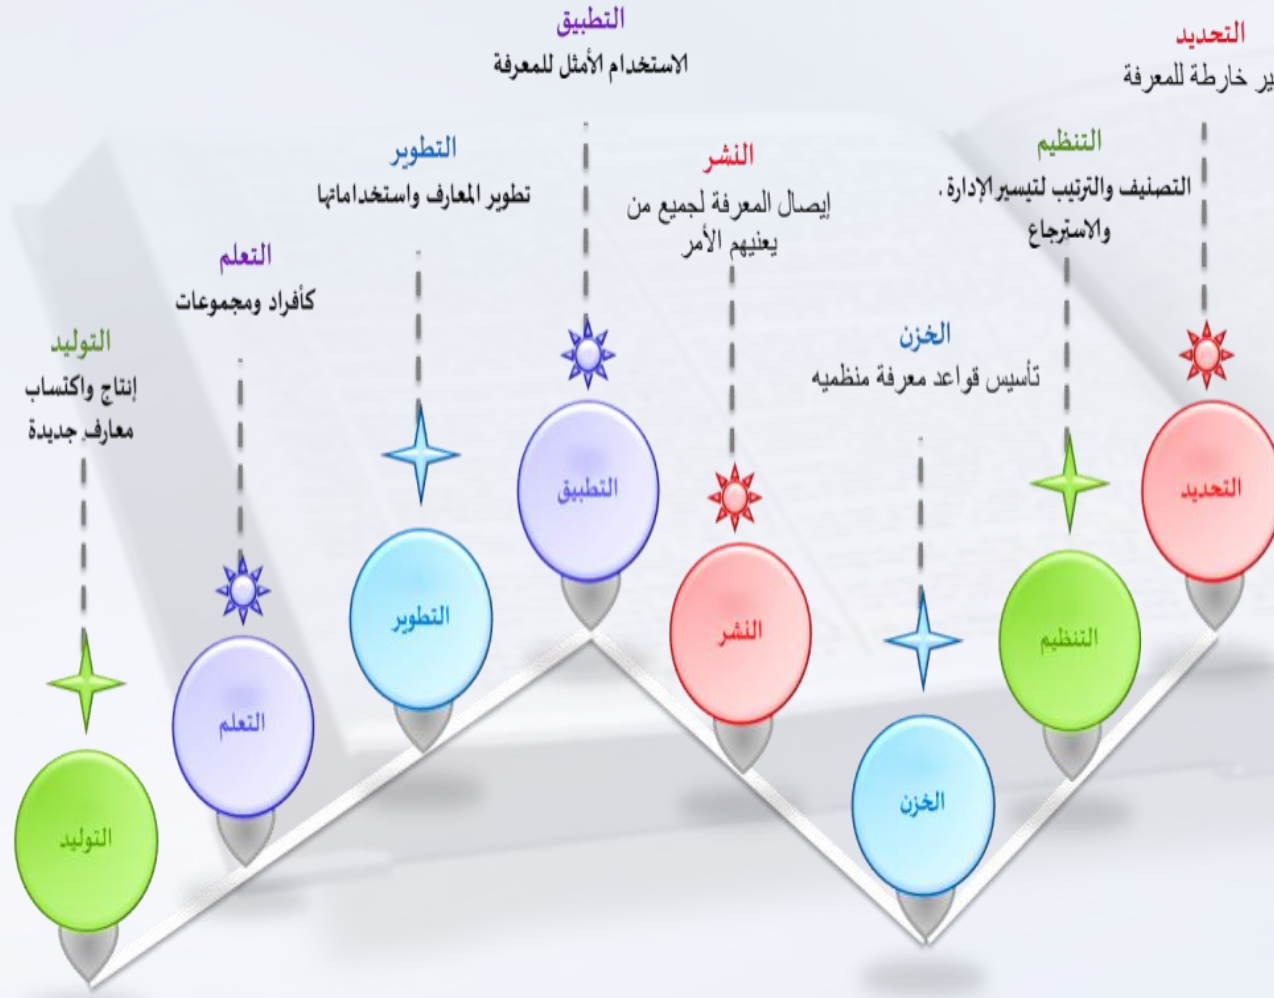 التحديد
خارطة للمعرفة
التنظيم
التصنيف والترتيب لتيسير الإدارة .
والاسترجاع
الخزن
تأسيس قواعد معرفة منظميه
النشر
إيصال المعرفة لجميع من
يعنيهم الأمر
التطبيق
الاستخدام الأمثل للمعرفة
التطوير
تطوير المعارف واستخداماتها
التعلم
كأفراد ومجموعات
التوليد
إنتاج واكتساب
معارف جديدة
التحديد
التنظيم
الخزن
النشر
التطبيق
التطوير
التعلم
التوليد